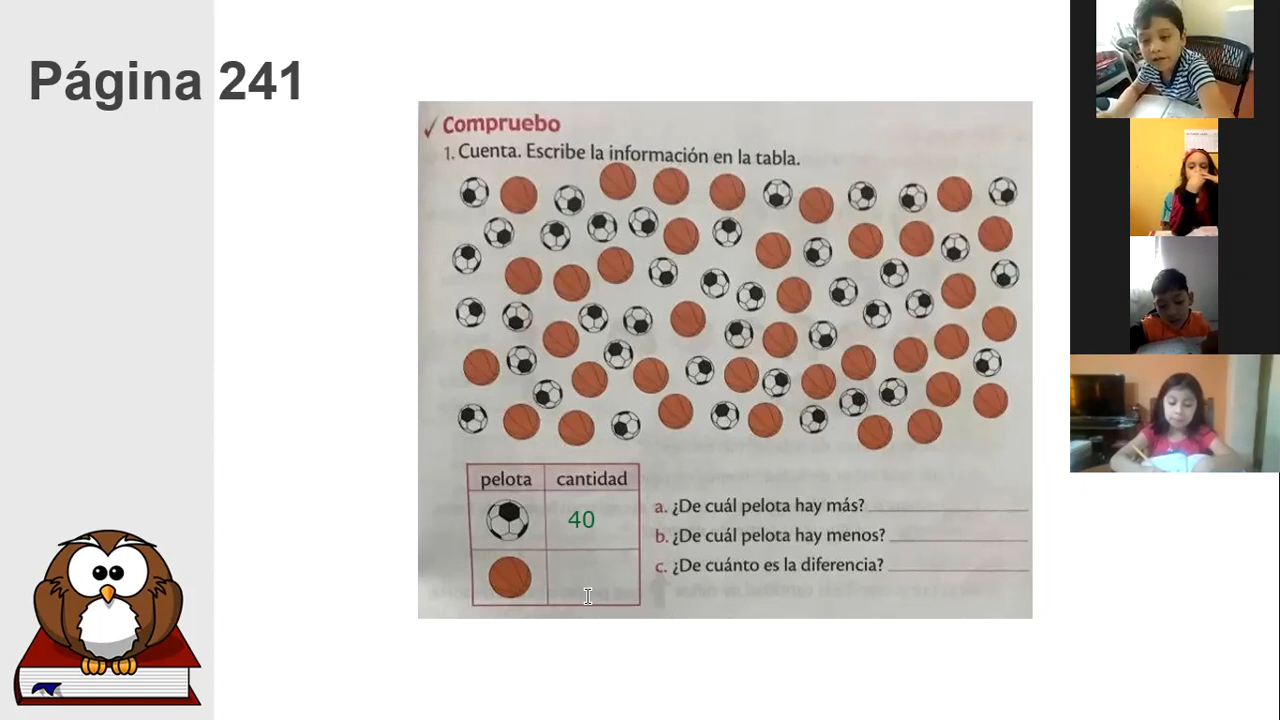 Página 241
Compruebo
1. Cuenta. Escribe la información en la tabla.
pelota cantidad
40
a. ¿De cuál pelota hay más?
b. ¿De cuál pelota hay menos?
c. ¿De cuánto es la diferencia?